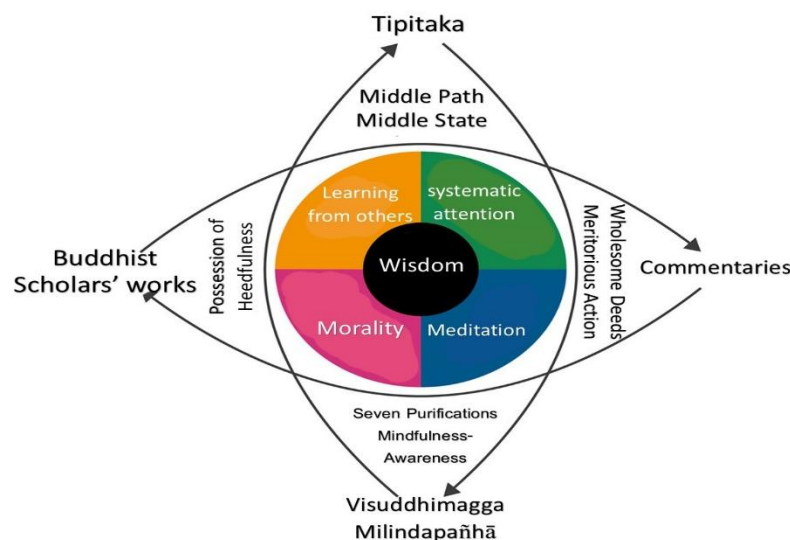 Tipitaka
Middle Path
Middle State
Learning
from others
systematic
attention
Possession of
Heedfulness
Wholesome Deeds
Meritorious Action
Buddhist
Scholars’ works
Wisdom
Commentaries
Morality
Meditation
Seven Purifications
Mindfulness-
Awareness
Visuddhimagga
Milindapañhā